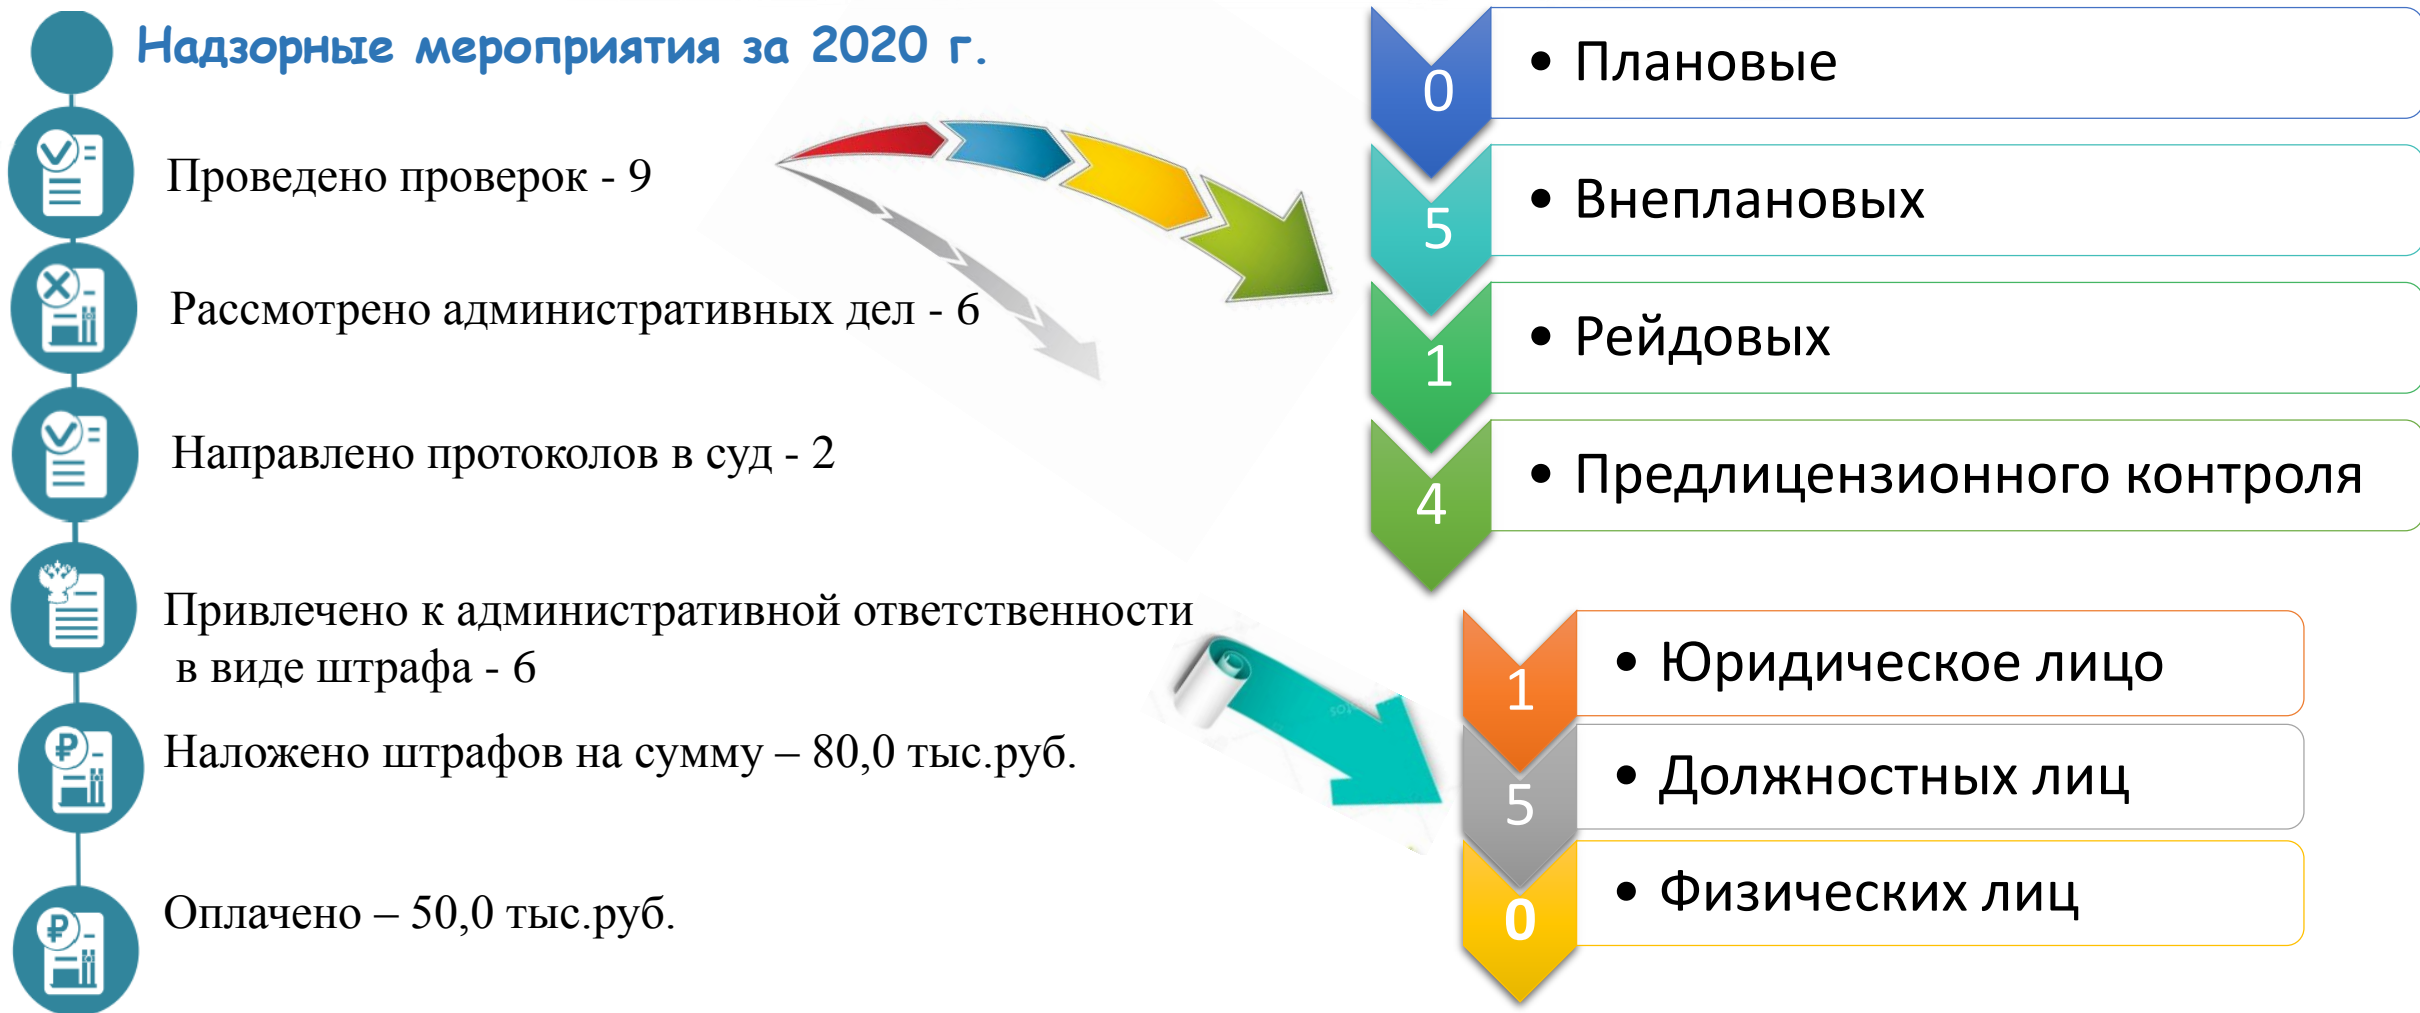 Надзорные мероприятия за 2020 г.
Проведено проверок - 9
Рассмотрено административных дел - 6
Направлено протоколов в суд - 2
Привлечено к административной ответственности
в виде штрафа - 6
Наложено штрафов на сумму – 80,0 тыс.руб.
Оплачено – 50,0 тыс.руб.
0
• Плановые
5
• Внеплановых
1
• Рейдовых
4
• Предлицензионного контроля
1
• Юридическое лицо
5
• Должностных лиц
0
• Физических лиц